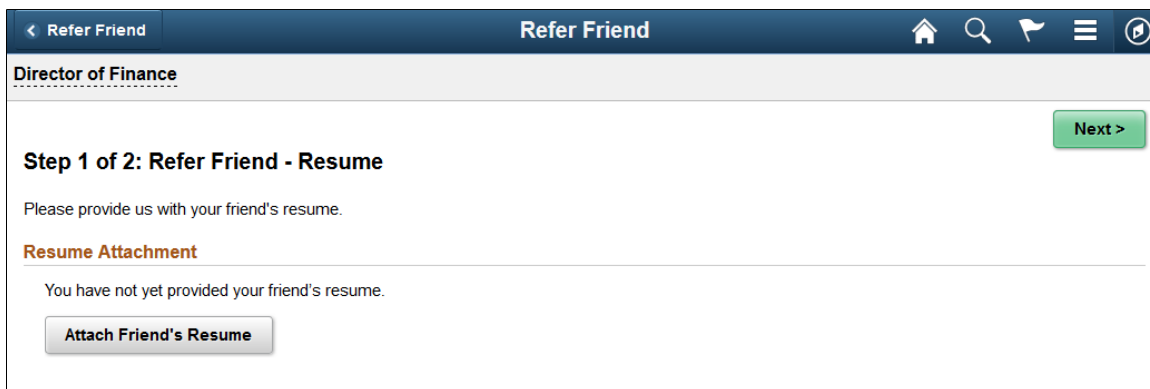 Refer Friend
Refer Friend
Director of Finance
Next >
Step 1 of 2: Refer Friend - Resume
Please provide us with your friend's resume.
Resume Attachment
You have not yet provided your friend’s resume.
Attach Friend's Resume